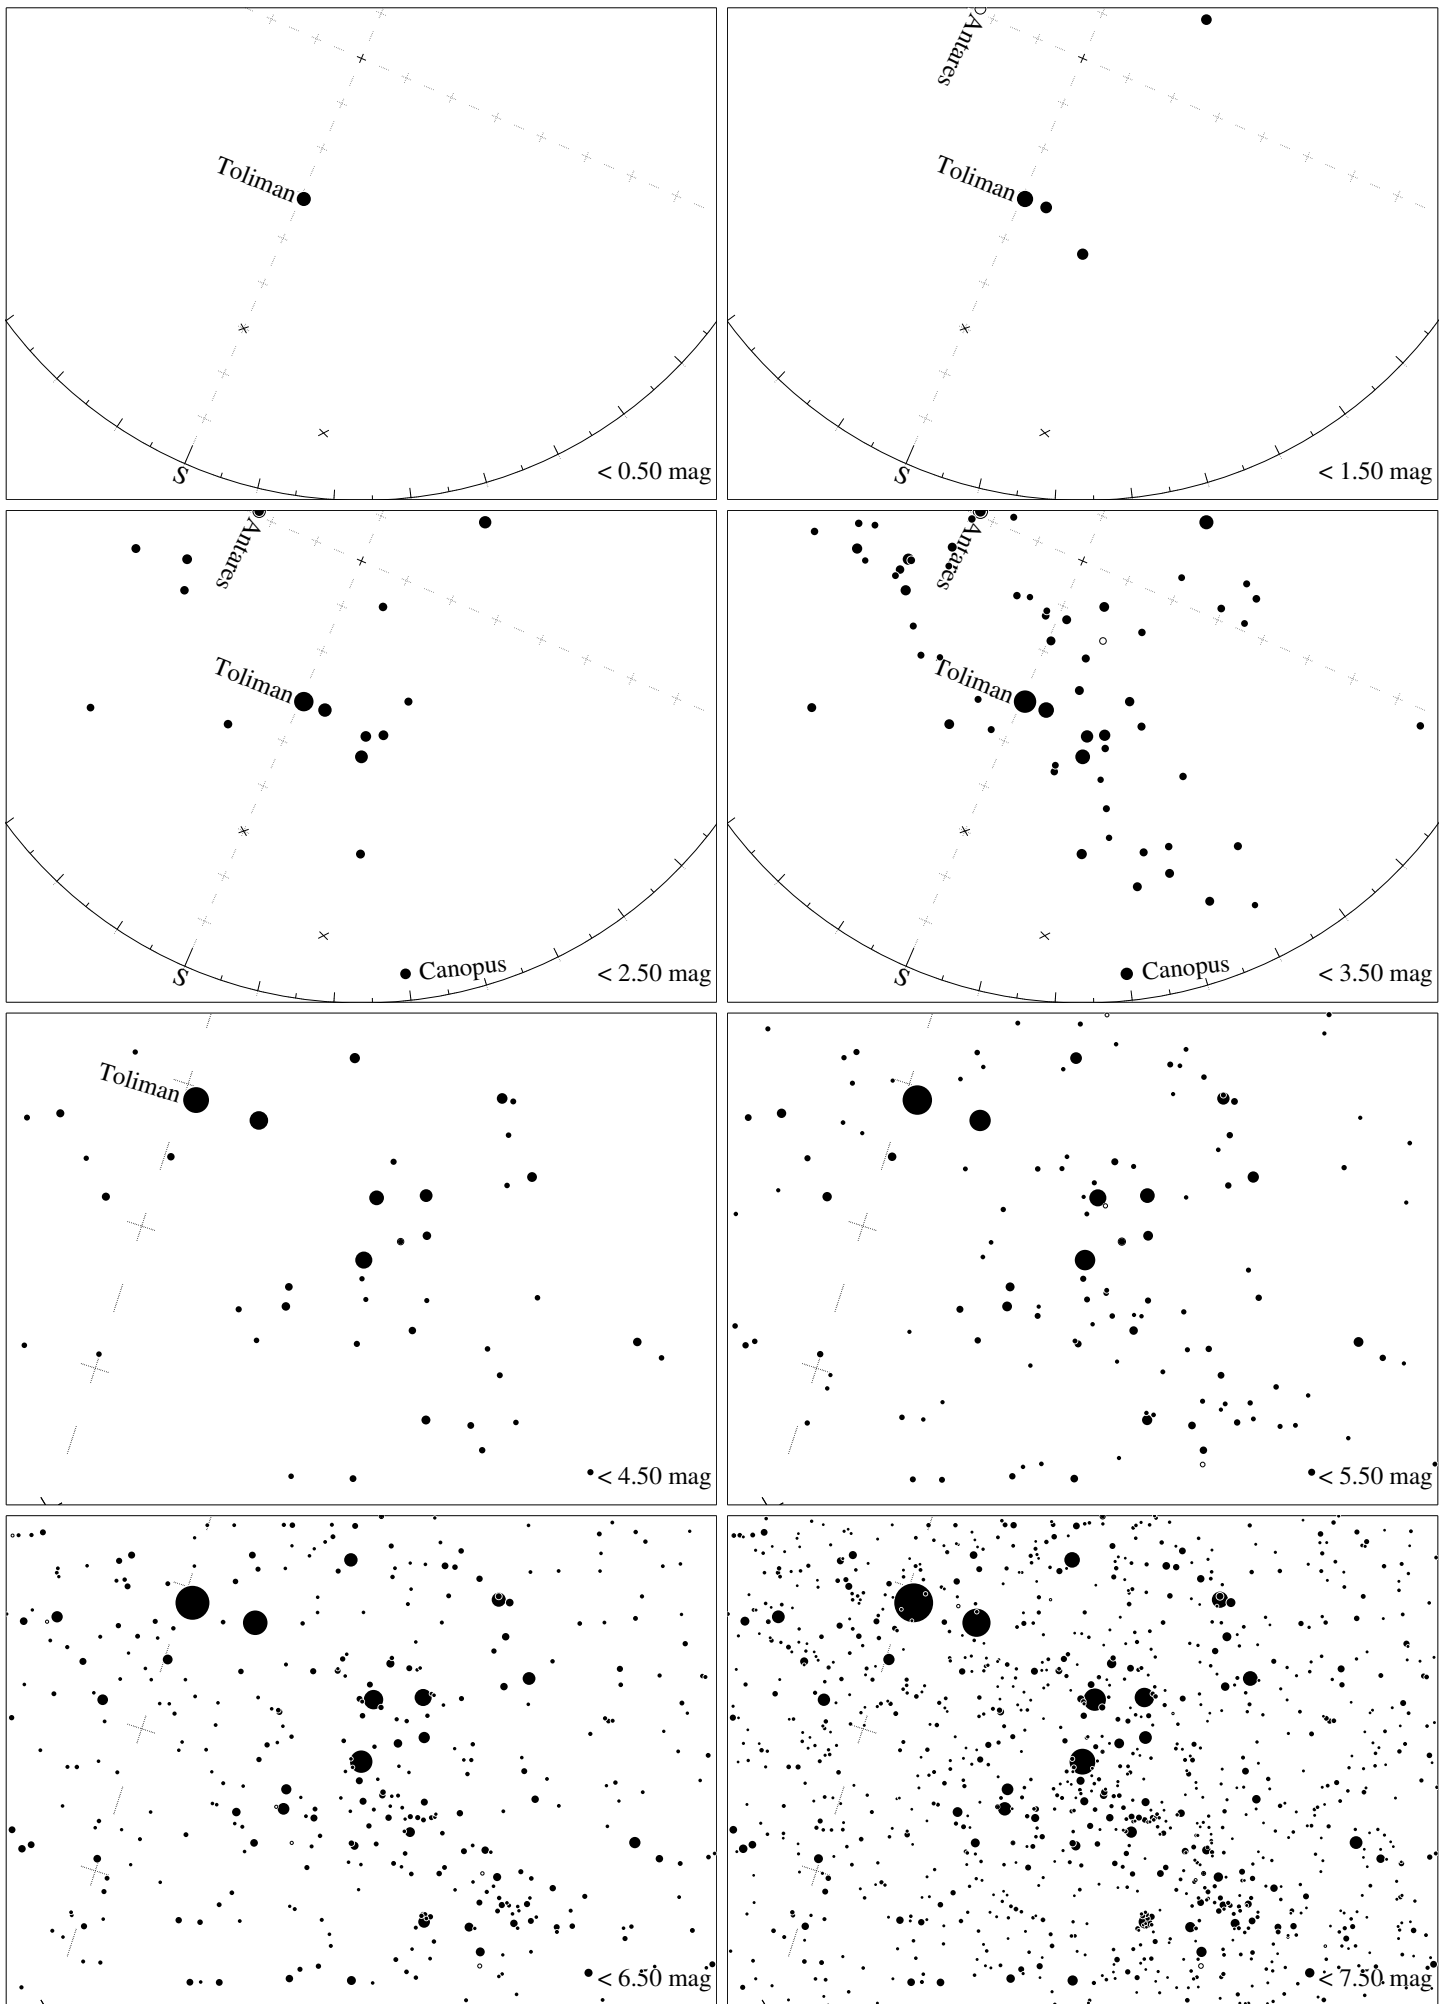 Toliman
S
< 0.50 mag
Antares
Toliman
S
< 1.50 mag
Antares
Toliman
Canopus
S
< 2.50 mag
Antares
Toliman
Canopus
S
< 3.50 mag
Toliman
< 4.50 mag
< 5.50 mag
< 6.50 mag
< 7.50 mag